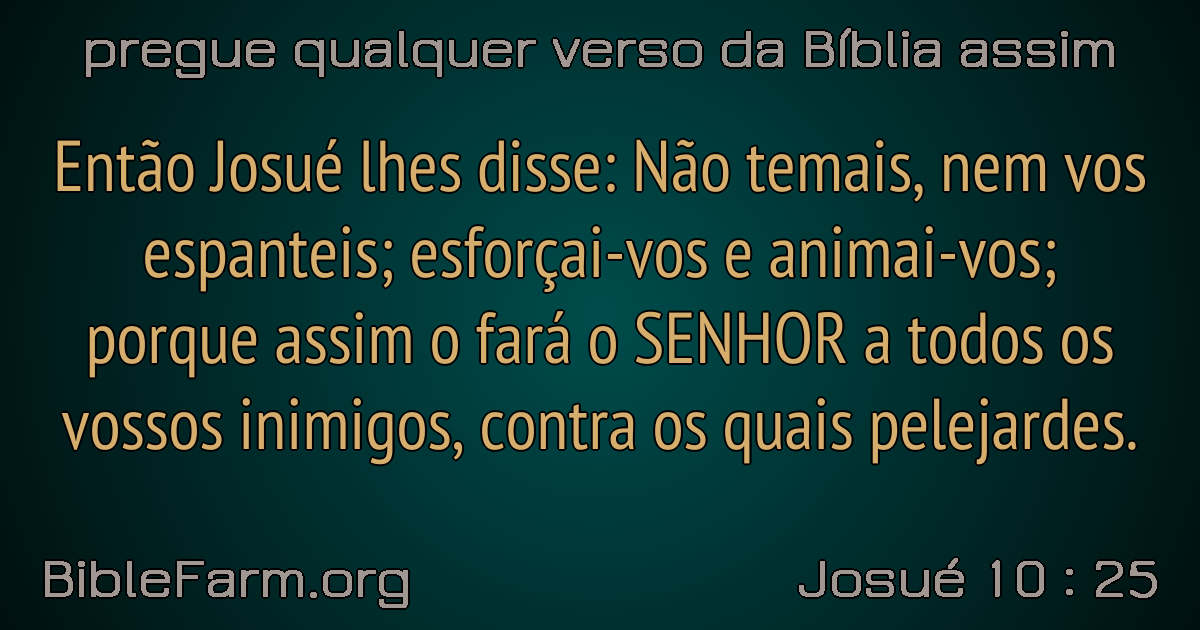 pregue qualquer verso da Bíblia assim
Então Josué lhes disse: Não temais, nem vos
espanteis; esforçai-vos e animai-vos;
porque assim o fará o SENHOR a todos os
vossos inimigos, contra os quais pelejardes.
BibleFarm.org
Josué 10 : 25